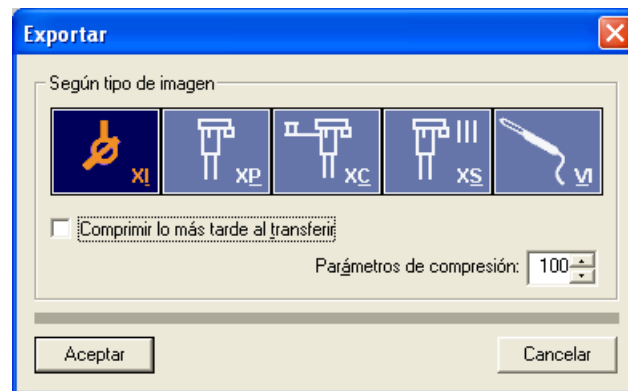 Exportar
Según tipo de imagen
XI XP XC XS VI
Comprimir lo más tarde al transferir
Parámetros de compresión: 100
Aceptar Cancelar